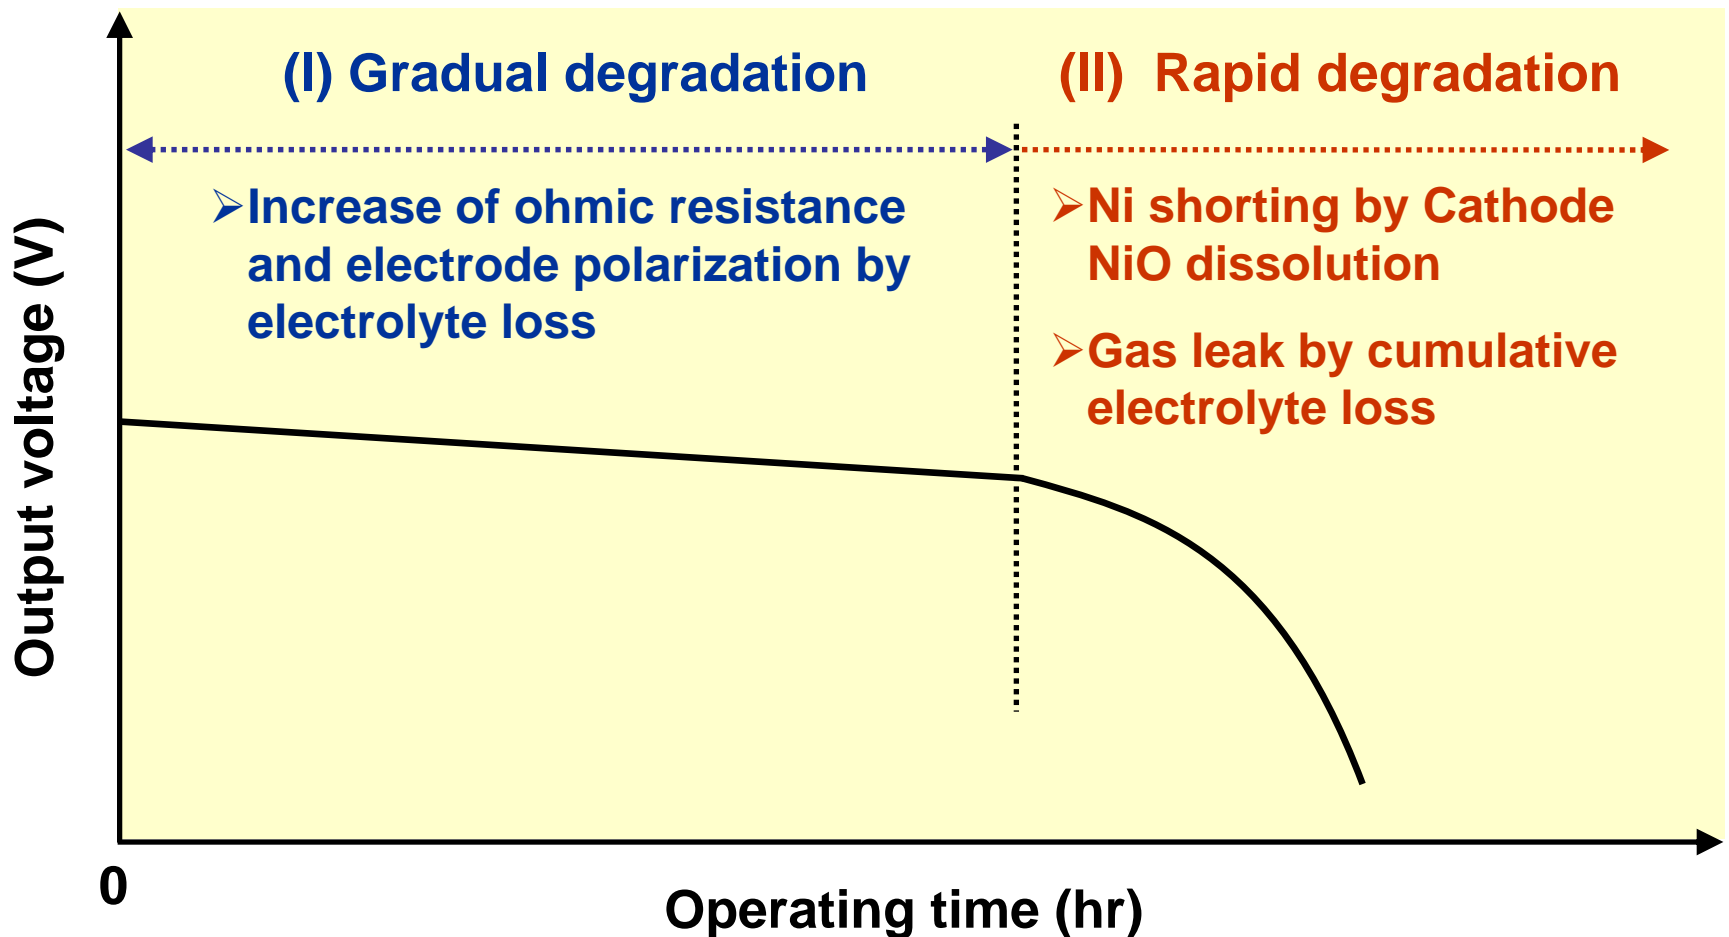 (I) Gradual degradation
(II) Rapid degradation
➢Increase of ohmic resistance
and electrode polarization by
electrolyte loss
➢Ni shorting by Cathode
NiO dissolution
➢Gas leak by cumulative
electrolyte loss
Output voltage (V)
0
Operating time (hr)